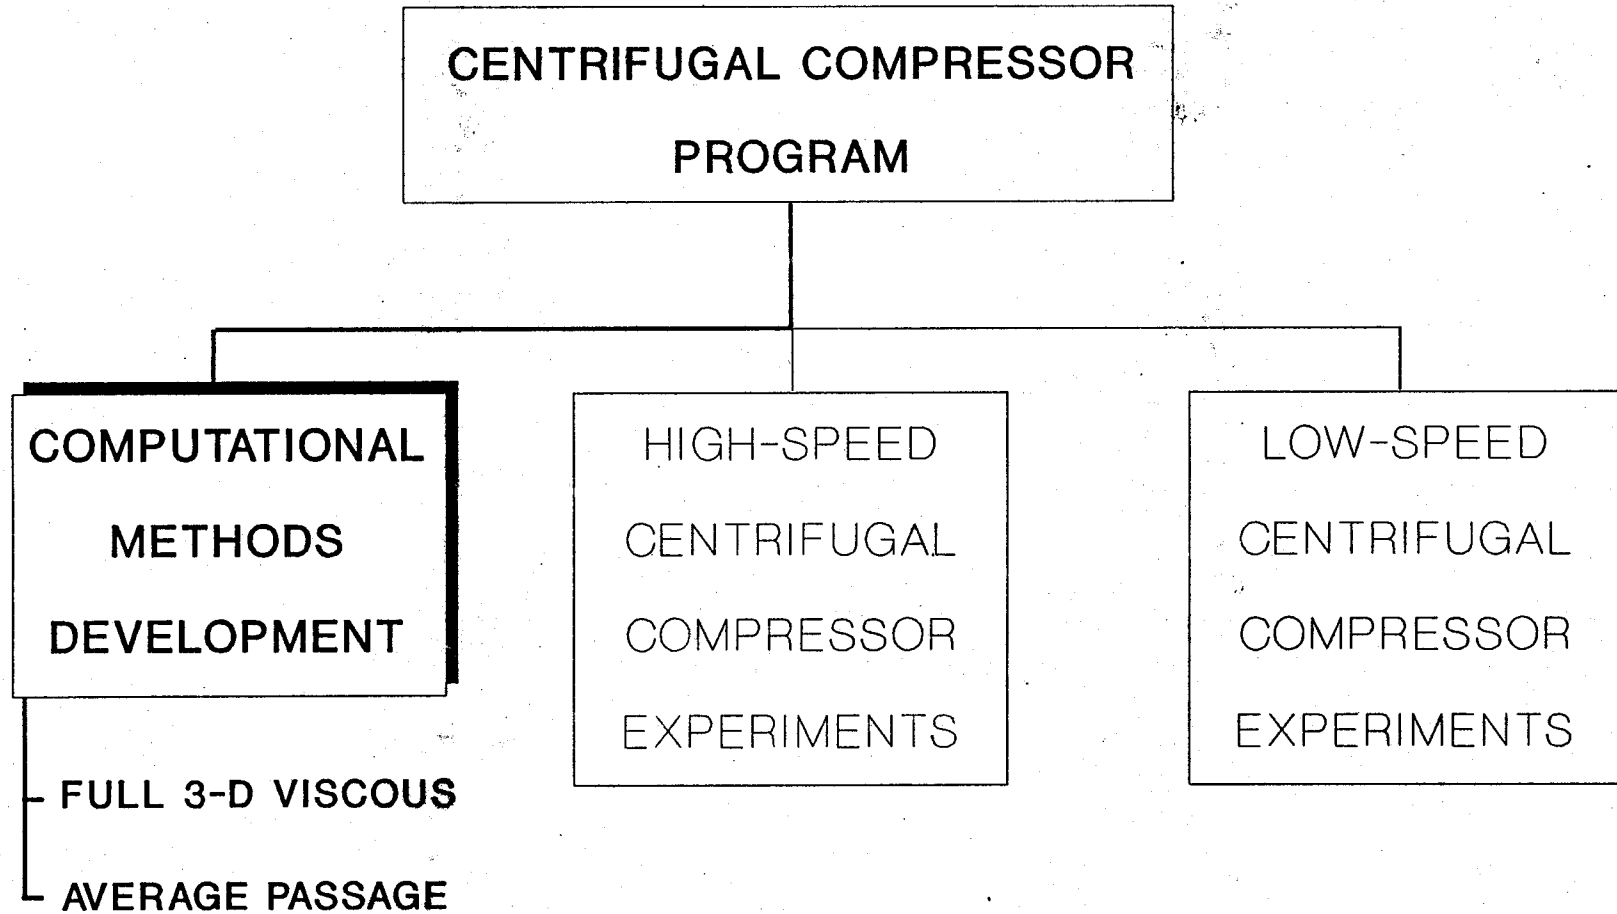 CENTRIFUGAL COMPRESSOR
PROGRAM
COMPUTATIONAL
METHODS
DEVELOPMENT
FULL 3-D VISCOUS
AVERAGE PASSAGE
HIGH-SPEED
CENTRIFUGAL
COMPRESSOR
EXPERIMENTS
LOW-SPEED
CENTRIFUGAL
COMPRESSOR
EXPERIMENTS